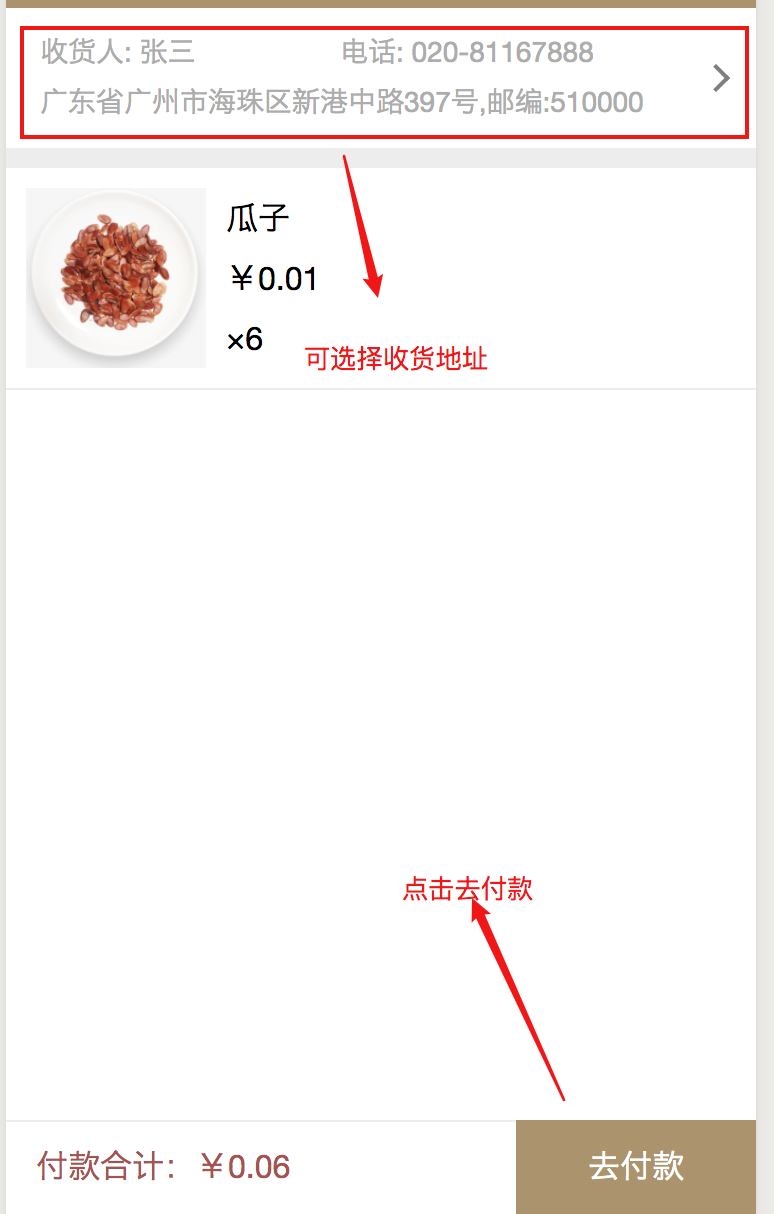 收货人: 张三 电话: 020-81167888
广东省广州市海珠区新港中路397号,邮编:510000
瓜子
￥0.01
×6
可选择收货地址
点击去付款
付款合计：￥0.06 去付款